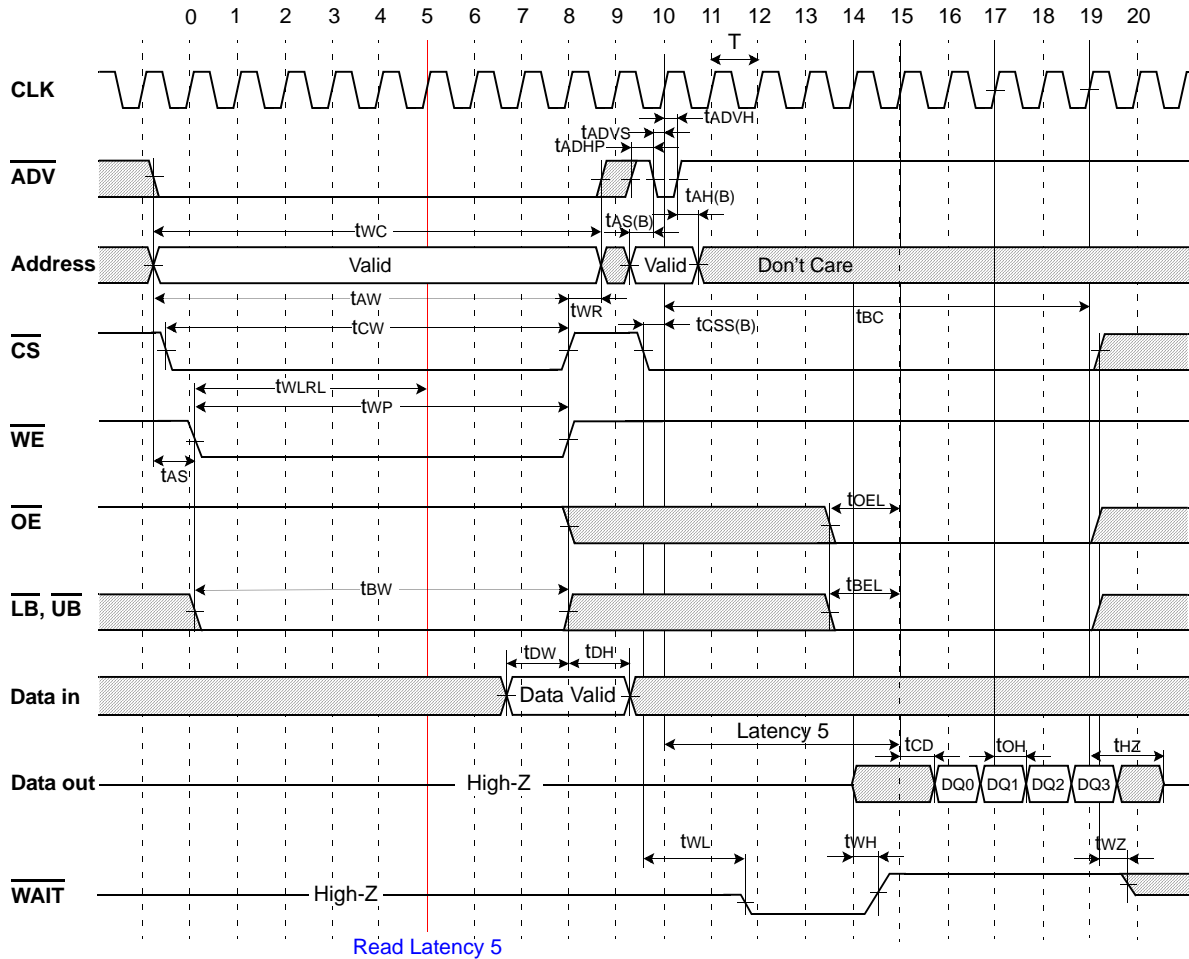 0 1 2 3 4 5 6 7 8 9 10 11 12 13 14 15 16 17 18 19 20
T
CLK
tADVH
tADVS
tADHP
ADV
tAH(B)
tAS(B)
tWC
Address
Valid
Valid
Don't Care
tAW
tWR
tBC
tCW
tCSS(B)
CS
tWLRL
tWP
WE
tAS
tOEL
OE
tBW
tBEL
LB, UB
tDW
tDH
Data in
Data Valid
Latency 5
tCD
tOH
tHZ
Data out
High-Z
DQ0
DQ1
DQ2
DQ3
tWL
tWH
tWZ
WAIT
High-Z
Read Latency 5